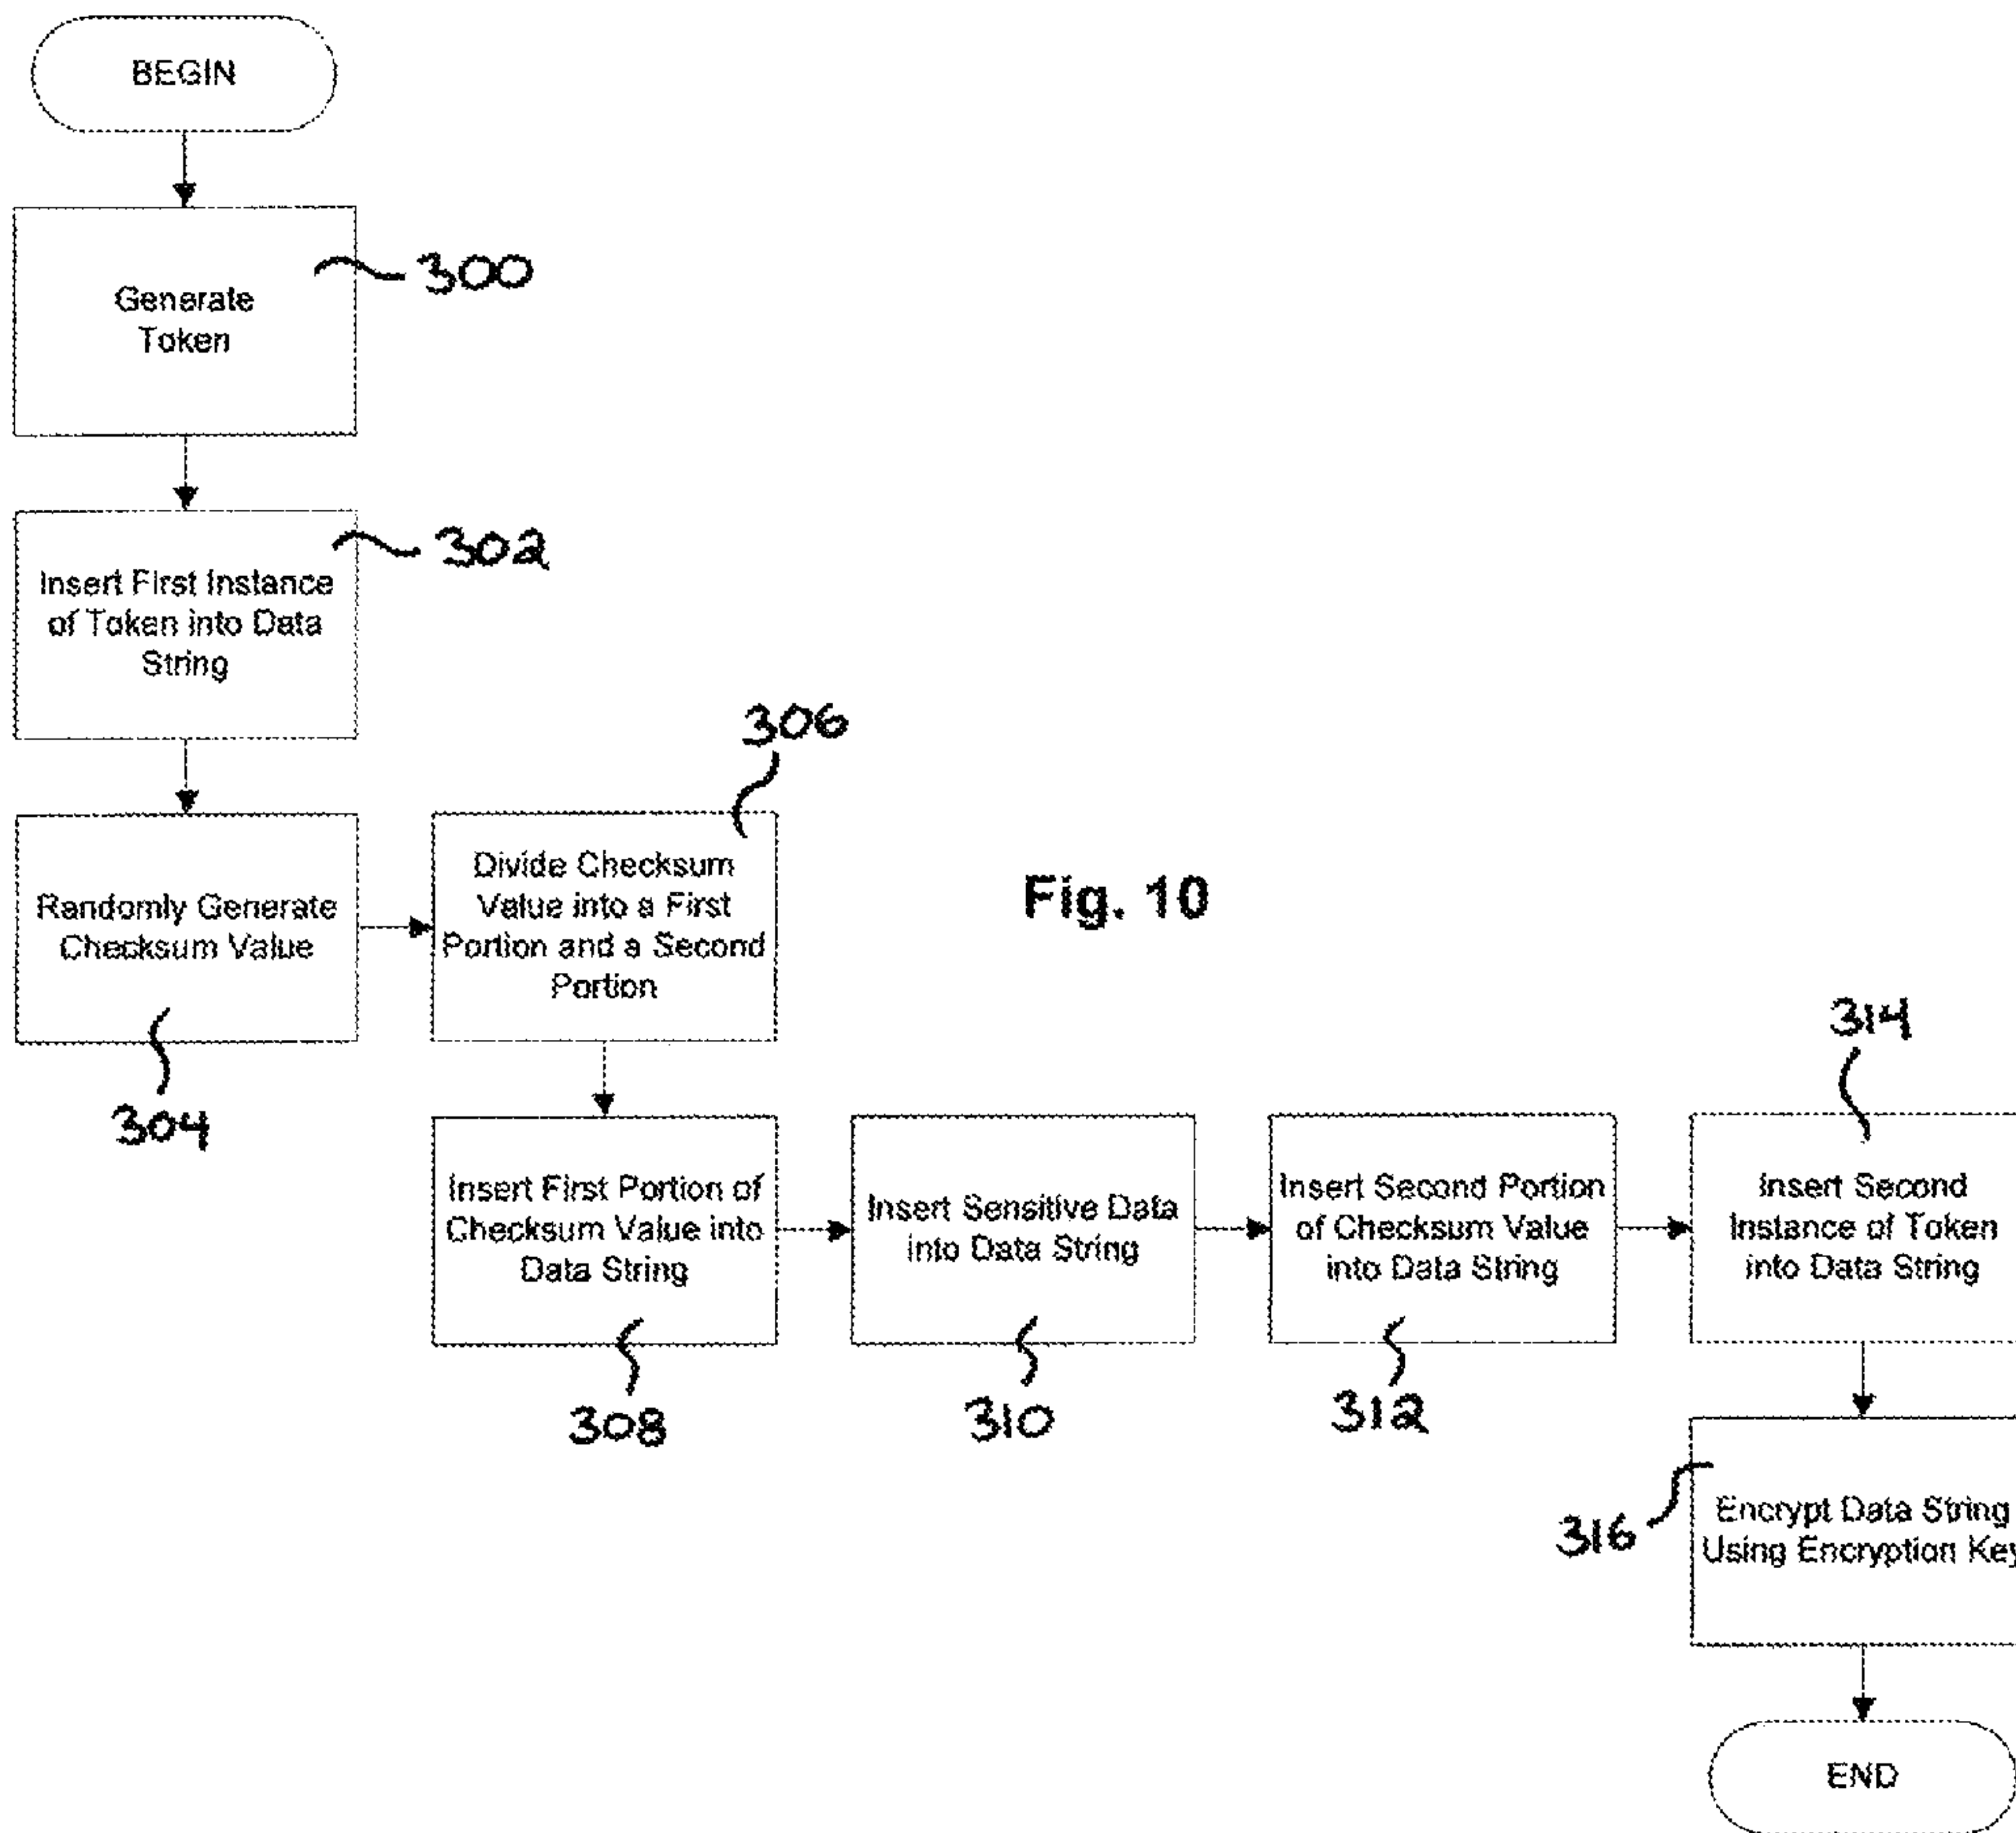 BEGIN
Generate
Token
300
Insert First Instance
of Token into Data
String
302
Randomly Generate
Checksum Value
304
Divide Checksum
Value into a First
Portion and a Second
Portion
306
Fig. 10
Insert First Portion of
Checksum Value into
Data String
308
Insert Sensitive Data
into Data String
310
Insert Second Portion
of Checksum Value
into Data String
312
Insert Second
Instance of Token
into Data String
314
Encrypt Data String
Using Encryption Key
316
END